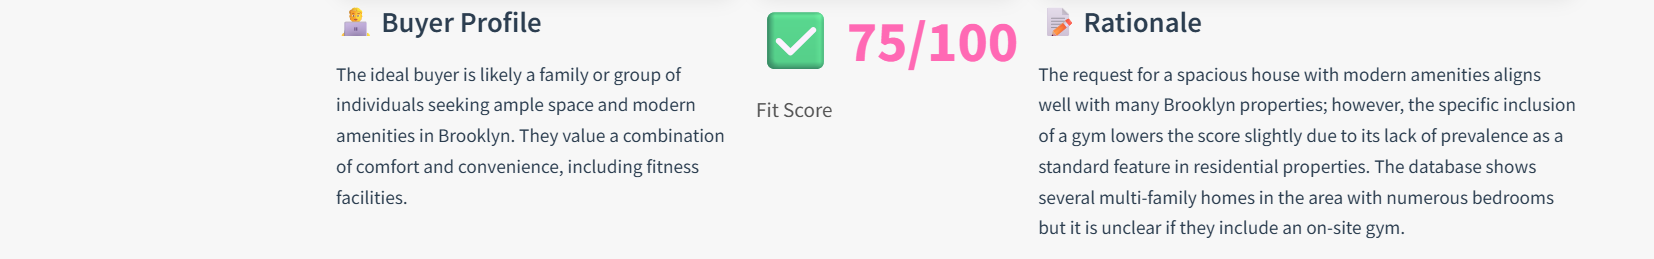 Buyer Profile
The ideal buyer is likely a family or group of
individuals seeking ample space and modern
amenities in Brooklyn. They value a combination
of comfort and convenience, including fitness
facilities.
75/100
Fit Score
Rationale
The request for a spacious house with modern amenities aligns
well with many Brooklyn properties; however, the specific inclusion
of a gym lowers the score slightly due to its lack of prevalence as a
standard feature in residential properties. The database shows
several multi-family homes in the area with numerous bedrooms
but it is unclear if they include an on-site gym.